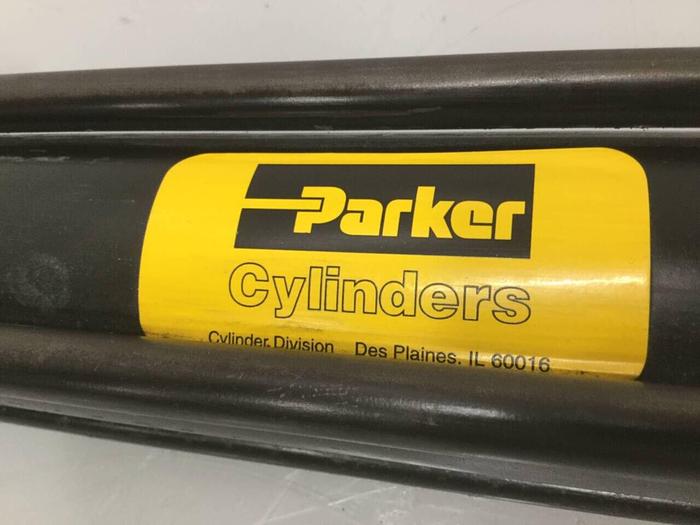 Parker
Cylinders
Cylinder Division Des Plaines, IL 60016